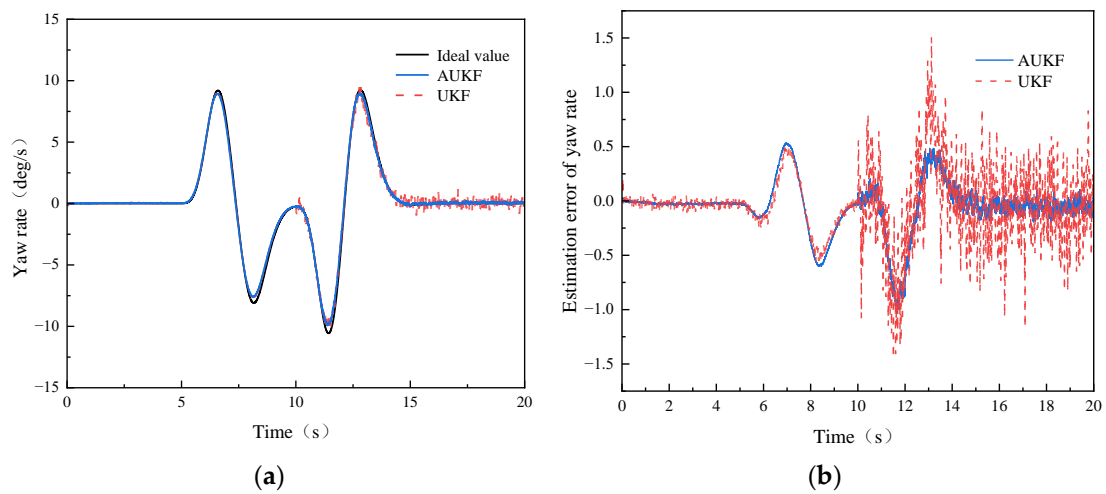 15
10
5
0
−5
−10
−15
Yaw rate（deg/s）
Ideal value
AUKF
UKF
0
5
10
15
20
Time（s）
(a)
1.5
1.0
0.5
0.0
−0.5
−1.0
−1.5
Estimation error of yaw rate
AUKF
UKF
0
2
4
6
8
10
12
14
16
18
20
Time（s）
(b)